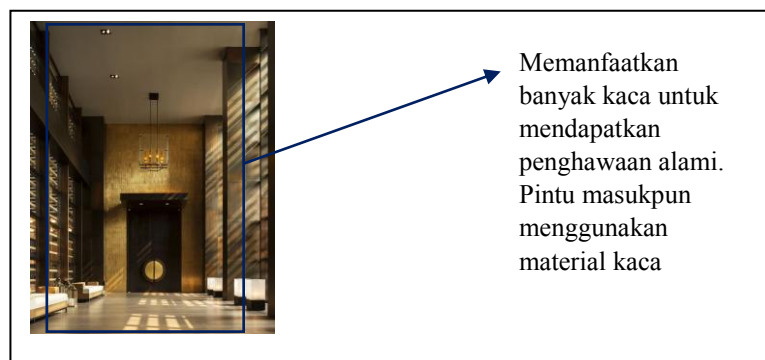 Memanfaatkan
banyak kaca untuk
mendapatkan
penghawaan alami.
Pintu masukpun
menggunakan
material kaca